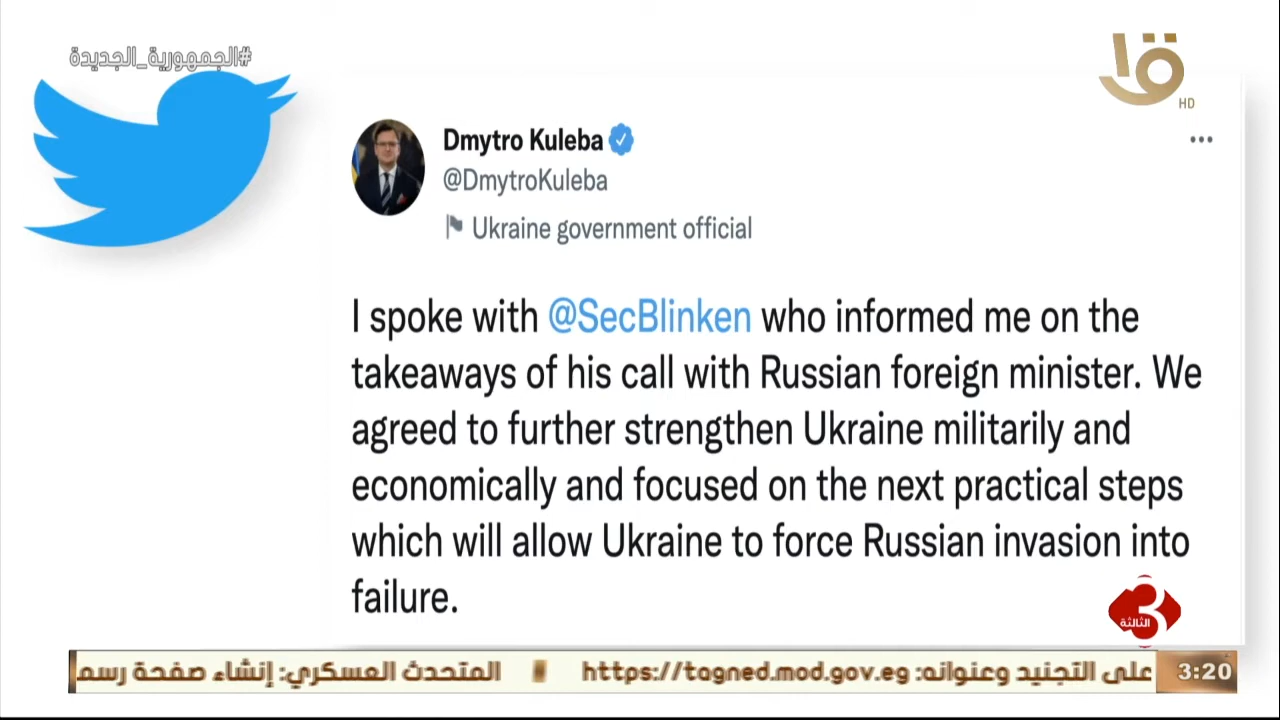 #الجمهورية_الجديدة
HD
Dmytro Kuleba
@DmytroKuleba
Ukraine government official
I spoke with @SecBlinken who informed me on the
takeaways of his call with Russian foreign minister. We
agreed to further strengthen Ukraine militarily and
economically and focused on the next practical steps
which will allow Ukraine to force Russian invasion into
failure.
3
الثالثة
3:20
على التجنيد وعنوانه: https://tagned.mod.gov.eg المتحدث العسكري: إنشاء صفحة رسم